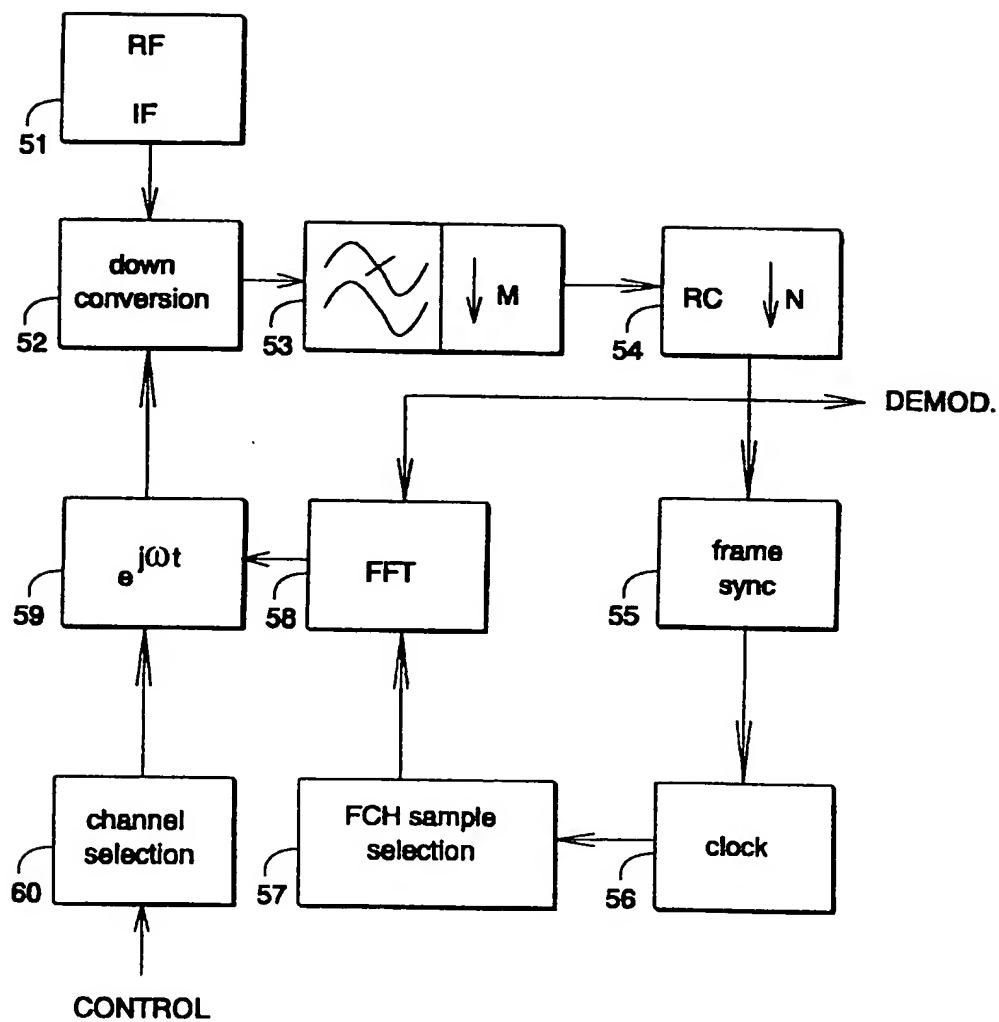 RF
IF
51
down
conversion
52
53
M
RC
N
54
DEMOD.
e^jωt
59
FFT
58
frame
sync
55
channel
selection
60
FCH sample
selection
57
clock
56
CONTROL